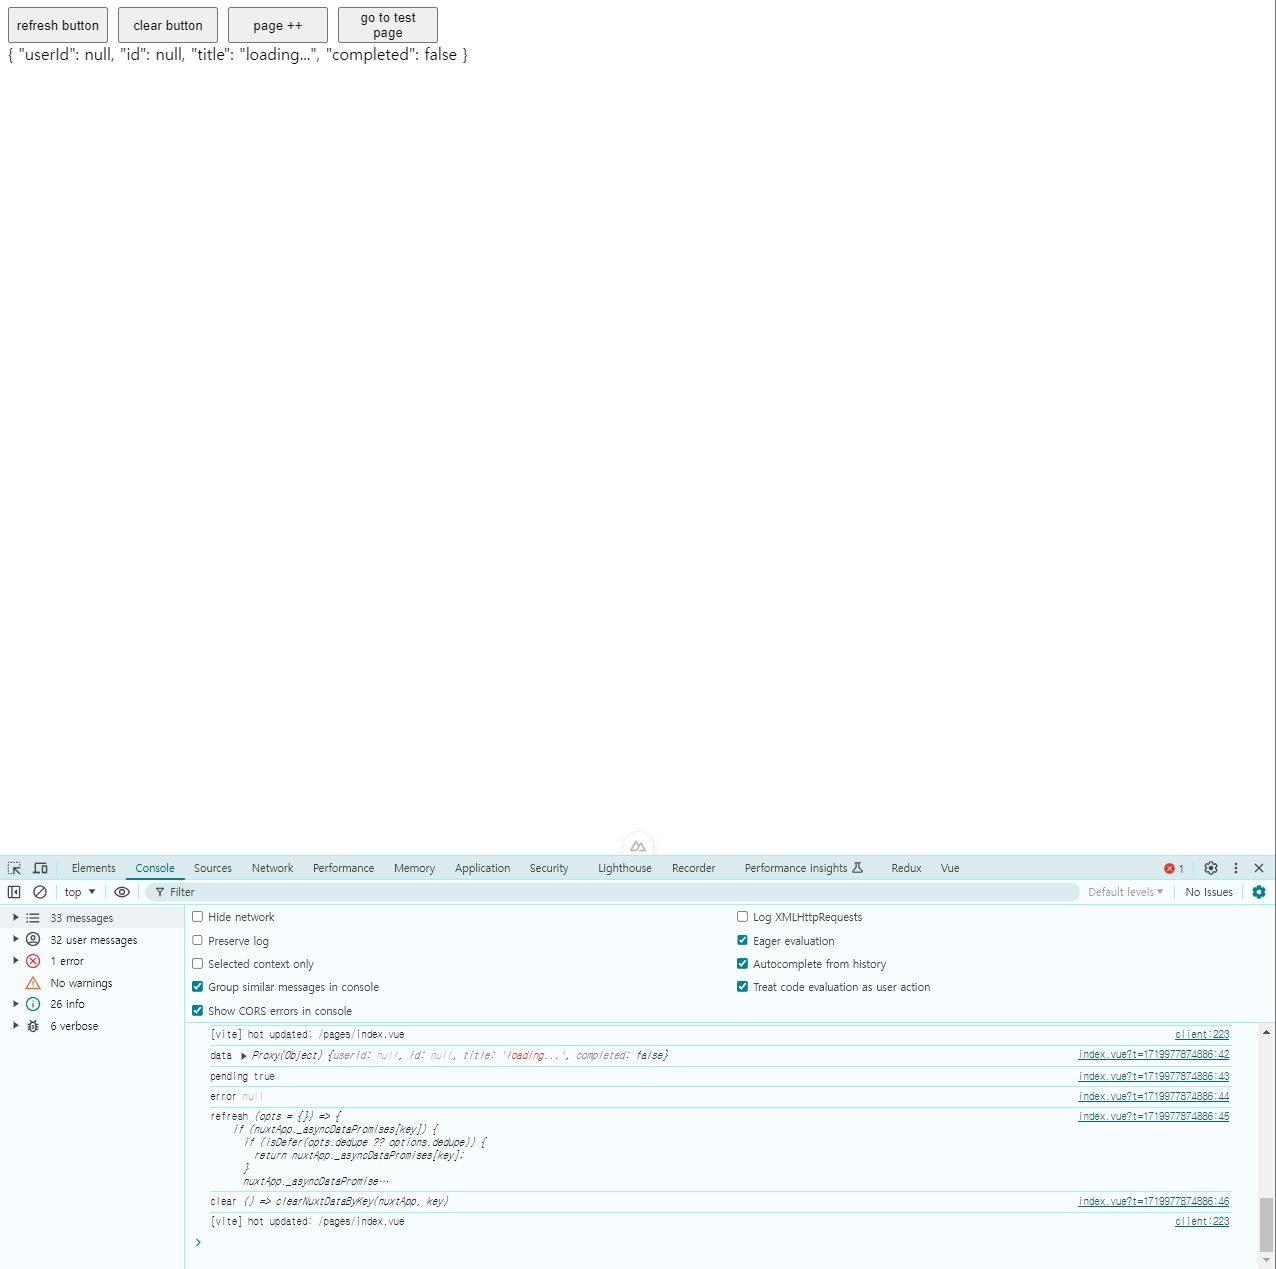 refresh button
clear button
page ++
go to test
page
{ "userId": null, "id": null, "title": "loading...", "completed": false }
Elements Console Sources Network Performance Memory Application Security Lighthouse Recorder Performance insights Redux Vue 1
top Filter Default levels No Issues
33 messages
32 user messages
1 error
No warnings
26 info
6 verbose
Hide network
Log XMLHttpRequests
Preserve log
Eager evaluation
Selected context only
Autocomplete from history
Group similar messages in console
Treat code evaluation as user action
Show CORS errors in console
[vite] hot updated: /pages/index.vue client:223
data Proxy(Object) {userId: null, id: null, title: 'loading...', completed: false} index.vue?t=1719977874886:42
pending true index.vue?t=1719977874886:43
error null index.vue?t=1719977874886:44
refresh (opts = {}) => { index.vue?t=1719977874886:45
if (nuxtApp._asyncDataPromises[key]) {
if (isDefer(opts.dedupe ?? options.dedupe)) {
return nuxtApp._asyncDataPromises[key];
}
nuxtApp._asyncDataPromise…
clear () => clearNuxtDataByKey(nuxtApp, key) index.vue?t=1719977874886:46
[vite] hot updated: /pages/index.vue client:223
>